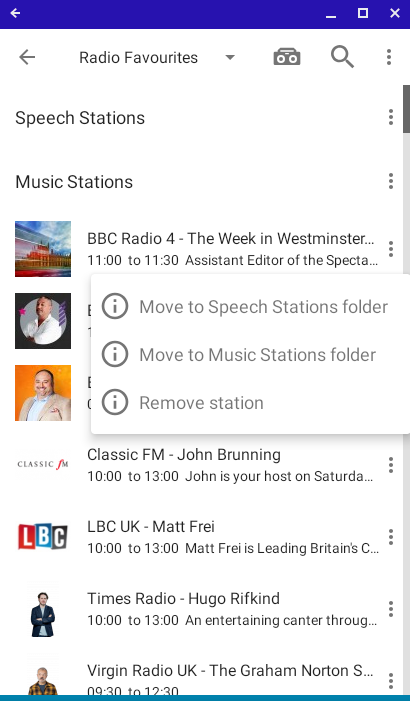 Radio Favourites
Speech Stations
Music Stations
BBC Radio 4 - The Week in Westminster...
11:00 to 11:30 Assistant Editor of the Specta...
Move to Speech Stations folder
Move to Music Stations folder
Remove station
CLASSIC fM
Classic FM - John Brunning
10:00 to 13:00 John is your host on Saturda...
LBC
LBC UK - Matt Frei
10:00 to 13:00 Matt Frei is Leading Britain's C...
Times Radio - Hugo Rifkind
10:00 to 13:00 An entertaining canter throug...
Virgin Radio UK - The Graham Norton S...
09:30 to 12:30